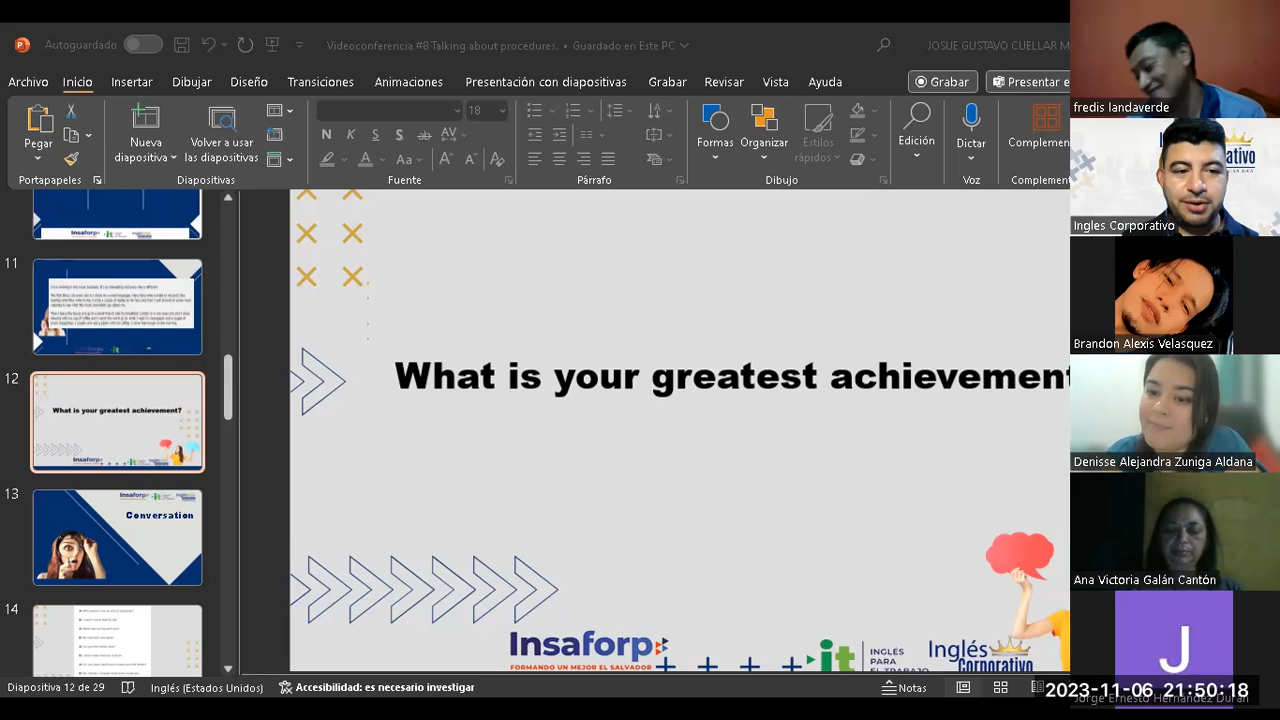 Autoguardado
Videoconferencia #8 Talking about procedures. • Guardado en Este PC
JOSUE GUSTAVO CUELLAR M
Archivo Inicio Insertar Dibujar Diseño Transiciones Animaciones Presentación con diapositivas Grabar Revisar Vista Ayuda
Grabar
Presentar e
Pegar
Nueva diapositiva
Volver a usar las diapositivas
18
Formas
Organizar
Estilos rápidos
Edición
Dictar
Complemen
Portapapeles
Diapositivas
Fuente
Párrafo
Dibujo
Voz
Complement
11
12
What is your greatest achievement?
13
Conversation
14
What is your greatest achievement
Insaforp
FORMANDO UN MEJOR EL SALVADOR
it
INGLÉS
PARA
EL TRABAJO
Inglés
Corporativo
Diapositiva 12 de 29
Inglés (Estados Unidos)
Accesibilidad: es necesario investigar
Notas
fredis landaverde
Ingles Corporativo
Brandon Alexis Velasquez
Denisse Alejandra Zuniga Aldana
Ana Victoria Galán Cantón
J
Jorge Ernesto Hernandez Duran
2023-11-06 21:50:18